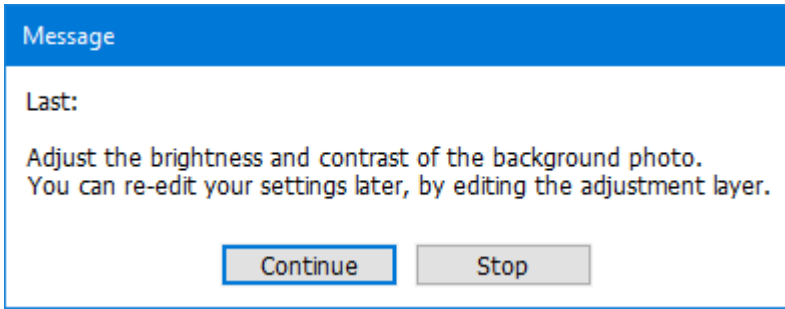 Message
Last:
Adjust the brightness and contrast of the background photo.
You can re-edit your settings later, by editing the adjustment layer.
Continue Stop